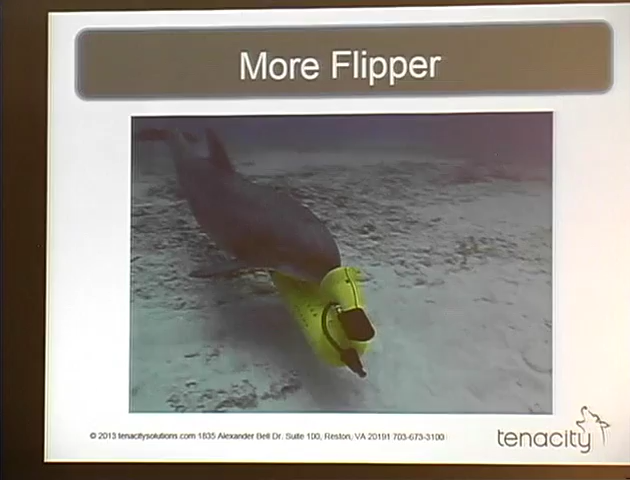 More Flipper
© 2013 tenacitysolutions.com 1835 Alexander Bell Dr. Suite 100, Reston, VA 20191 703-673-3100
tenacity